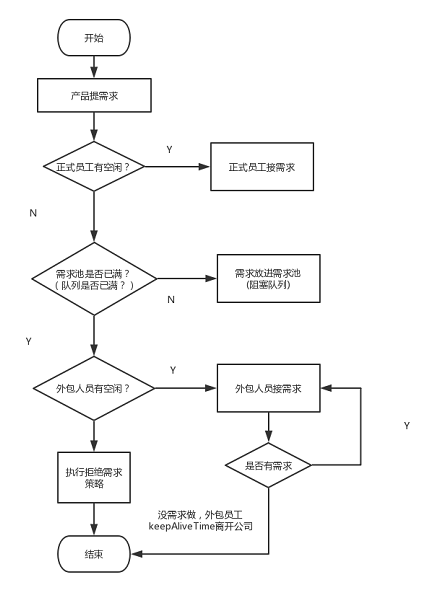 开始
产品提需求
正式员工有空闲？
Y
正式员工接需求
N
需求池是否已满？
（队列是否已满？）
需求放进需求池
(阻塞队列)
N
Y
外包人员有空闲？
Y
外包人员接需求
Y
是否有需求
执行拒绝需求
策略
没需求做，外包员工
keepAliveTime离开公司
结束